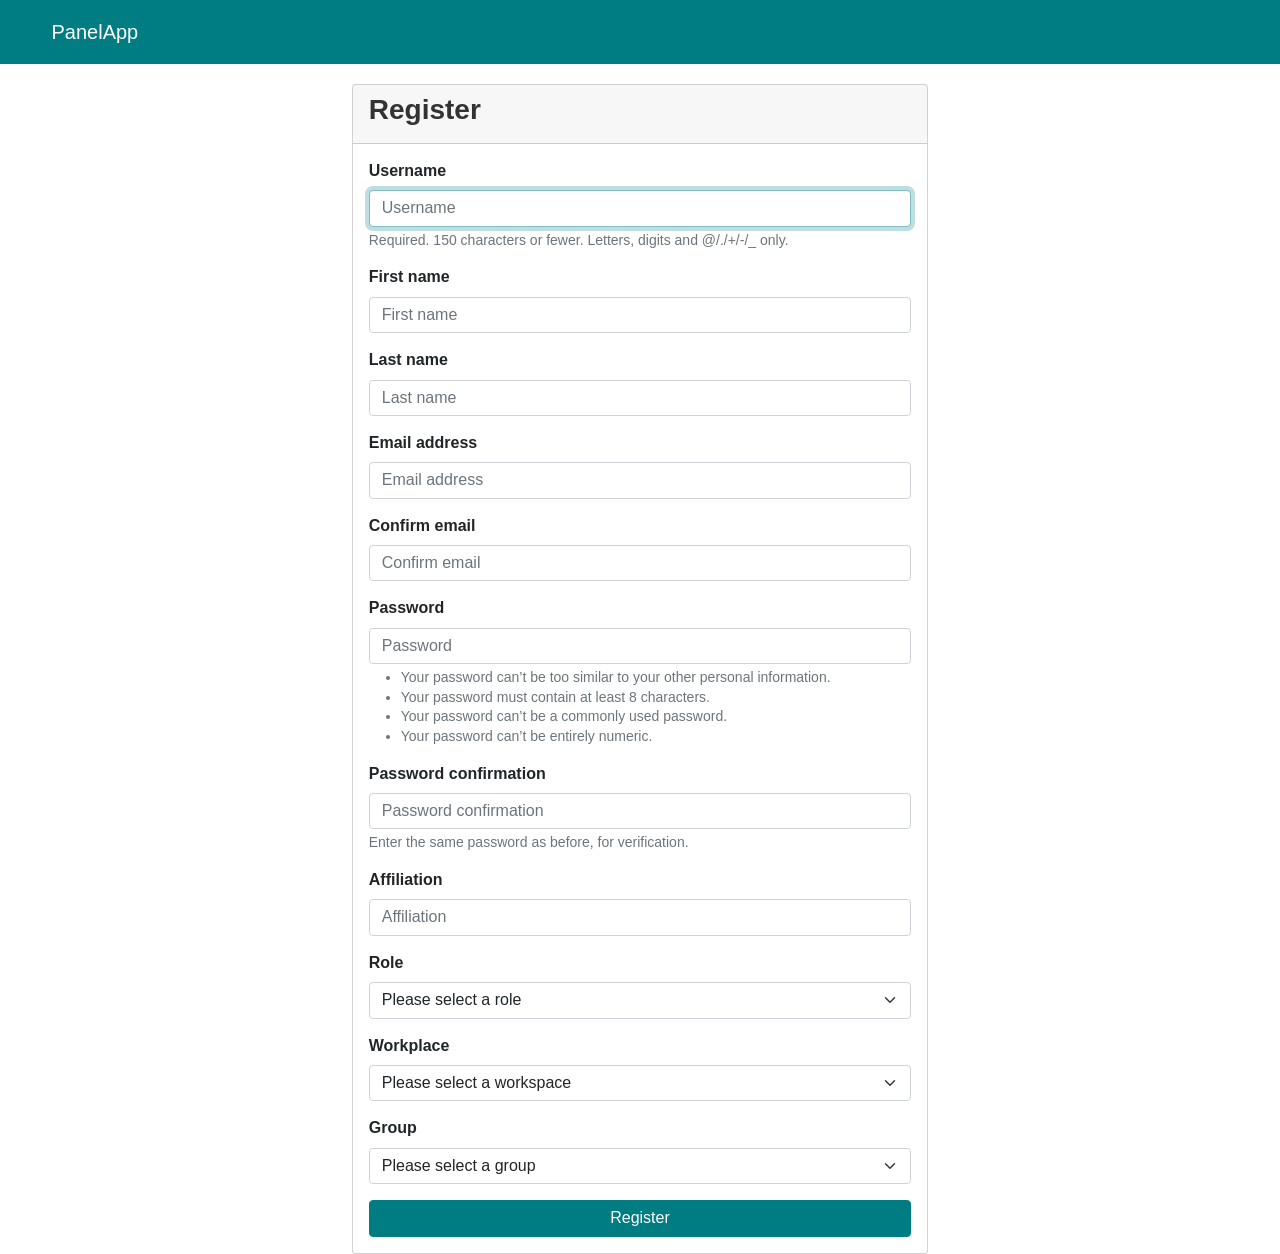 PanelApp
Register
Username
Username
Required. 150 characters or fewer. Letters, digits and @/./+/-/_ only.
First name
First name
Last name
Last name
Email address
Email address
Confirm email
Confirm email
Password
Password
Your password can’t be too similar to your other personal information.
Your password must contain at least 8 characters.
Your password can’t be a commonly used password.
Your password can’t be entirely numeric.
Password confirmation
Password confirmation
Enter the same password as before, for verification.
Affiliation
Affiliation
Role
Please select a role
Workplace
Please select a workspace
Group
Please select a group
Register